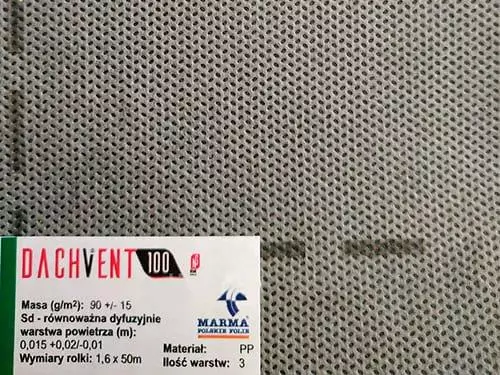 DACHVENT 100
Masa (g/m²): 90 +/- 15
Sd - równoważna dyfuzyjnie
warstwa powietrza (m):
0,015 +0,02/-0,01
Wymiary rolki: 1,6 x 50m
MARMA
POLSKIE FOLIE
Materiał: PP
Ilość warstw: 3